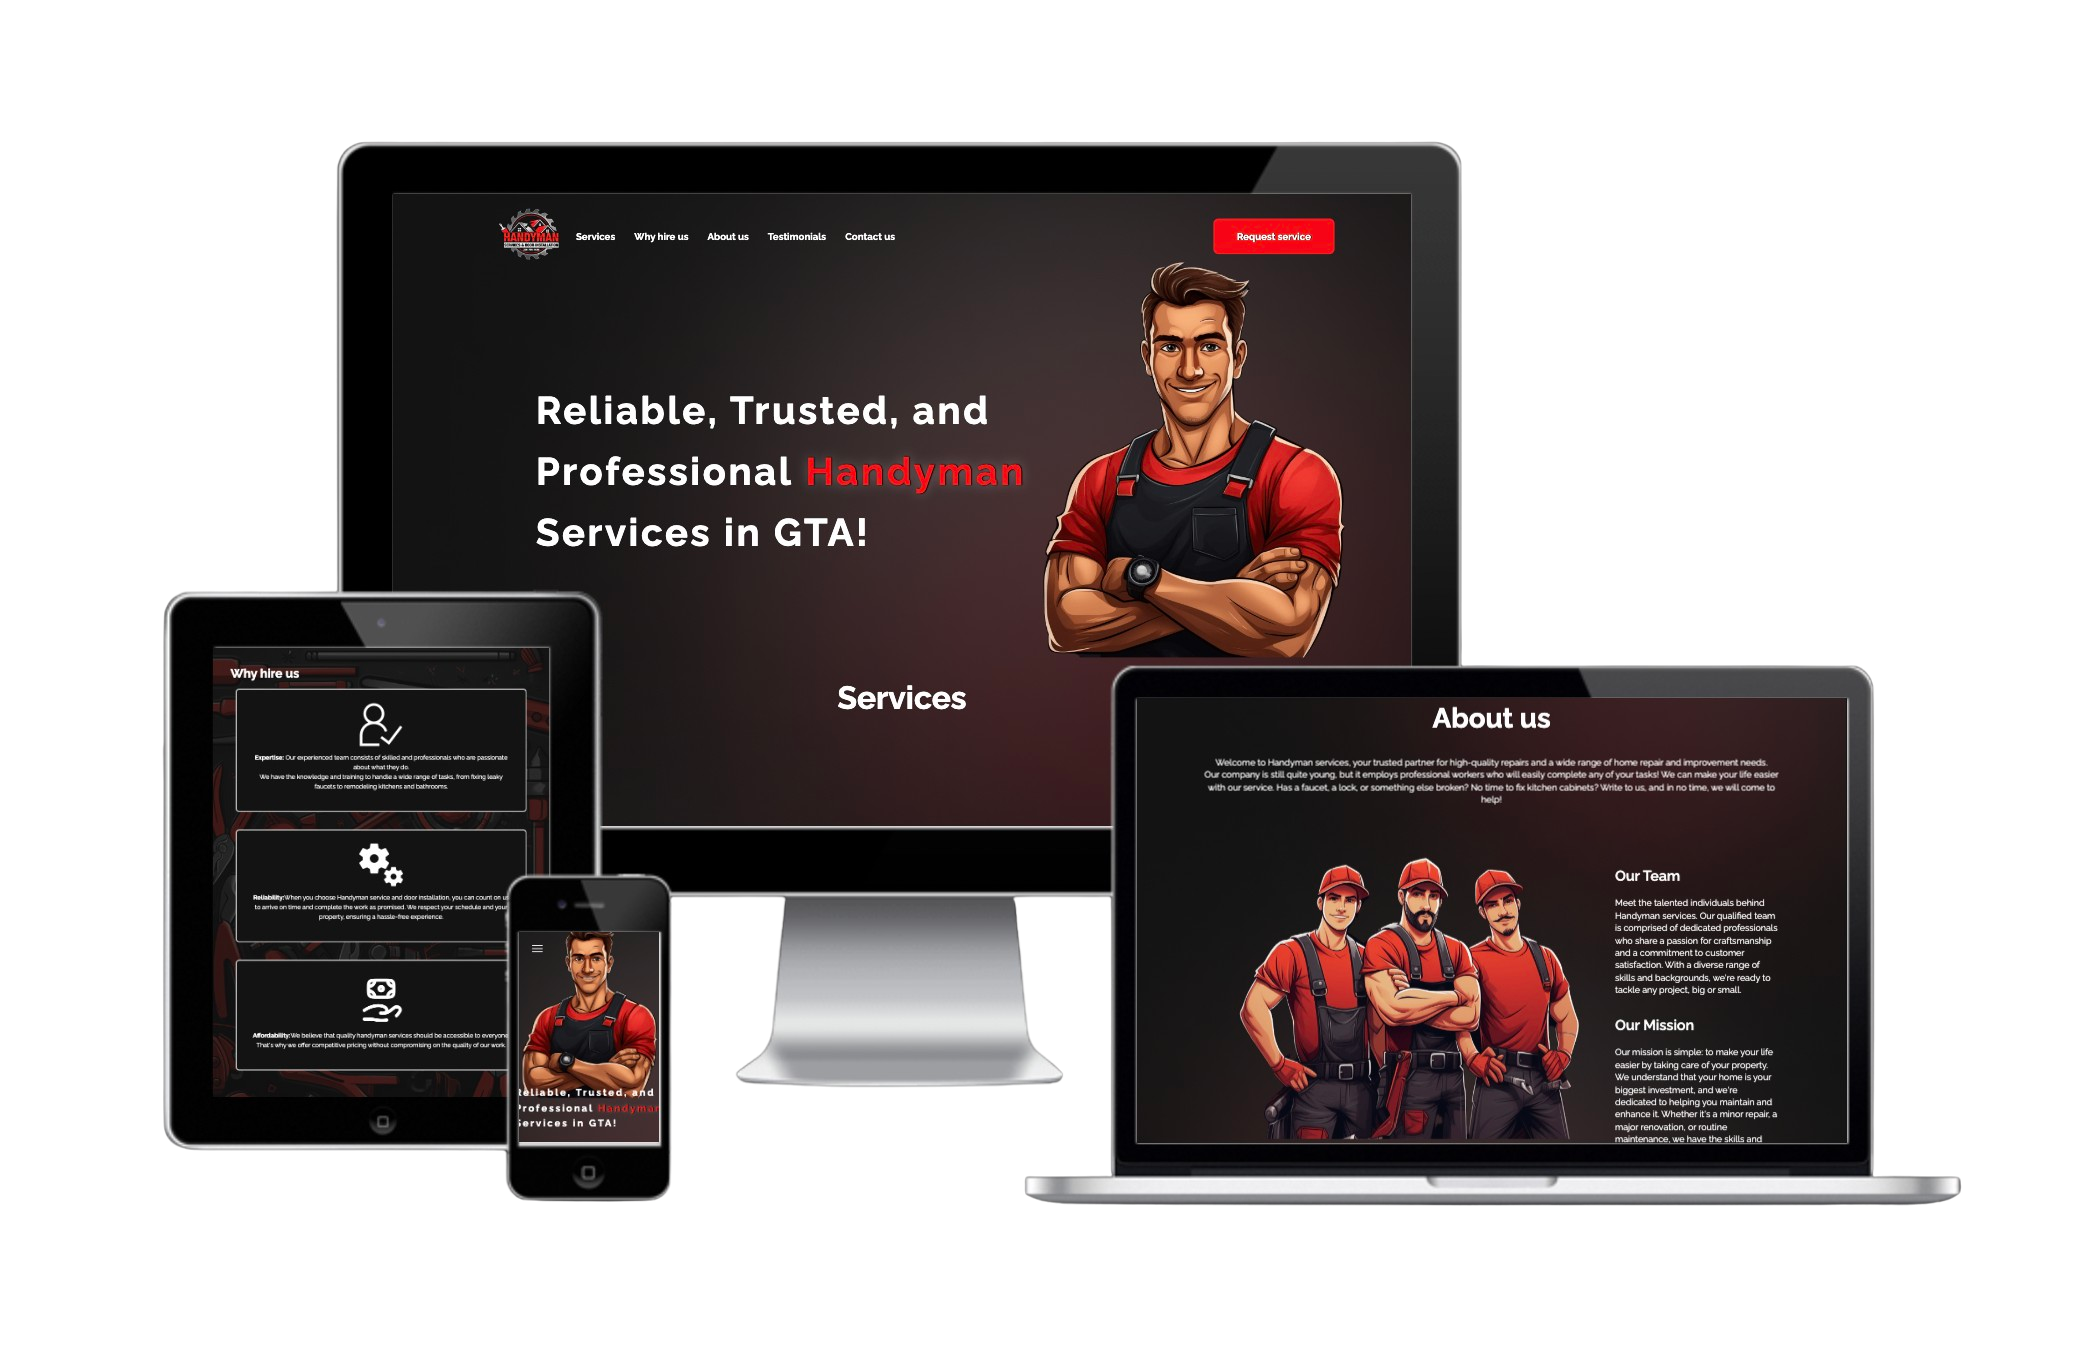 HANDYMAN
Services
Why hire us
About us
Testimonials
Contact us
Request service
Reliable, Trusted, and
Professional Handyman
Services in GTA!
Services
Why hire us
Expertise: Our experienced team consists of skilled and professionals who are passionate
about what they do.
We have the knowledge and training to handle a wide range of tasks, from fixing leaky
faucets to remodeling kitchens and bathrooms.
Reliability:When you choose Handyman service and door installation, you can count on us
to arrive on time and complete the work as promised. We respect your schedule and your
property, ensuring a hassle-free experience.
Affordability:We believe that quality handyman services should be accessible to everyone
That's why we offer competitive pricing without compromising on the quality of our work.
Reliable, Trusted, and
Professional Handyman
Services in GTA!
About us
Welcome to Handyman services, your trusted partner for high-quality repairs and a wide range of home repair and improvement needs.
Our company is still quite young, but it employs professional workers who will easily complete any of your tasks! We can make your life easier
with our service. Has a faucet, a lock, or something else broken? No time to fix kitchen cabinets? Write to us, and in no time, we will come to
help!
Our Team
Meet the talented individuals behind
Handyman services. Our qualified team
is comprised of dedicated professionals
who share a passion for craftsmanship
and a commitment to customer
satisfaction. With a diverse range of
skills and backgrounds, we're ready to
tackle any project, big or small.
Our Mission
Our mission is simple: to make your life
easier by taking care of your property.
We understand that your home is your
biggest investment, and we're
dedicated to helping you maintain and
enhance it. Whether it's a minor repair, a
major renovation, or routine
maintenance, we have the skills and